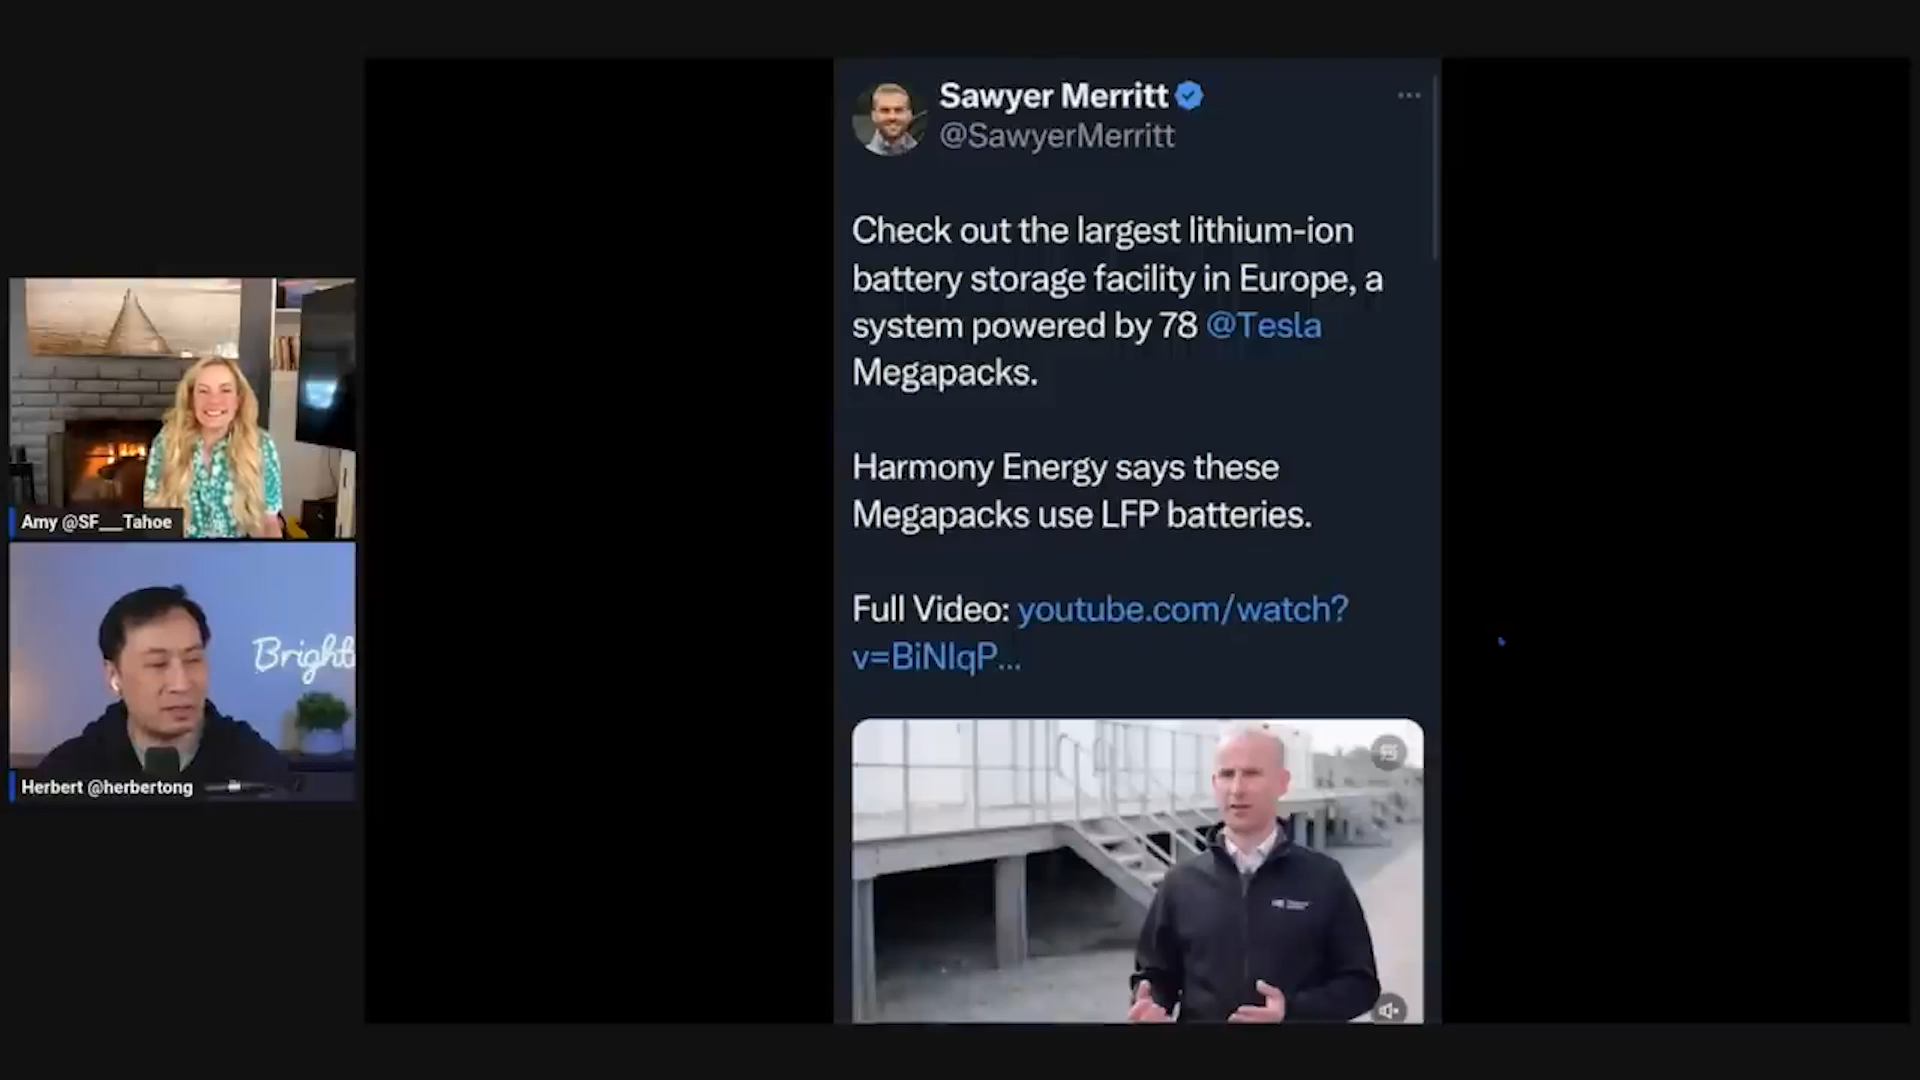 Sawyer Merritt
@SawyerMerritt
Check out the largest lithium-ion
battery storage facility in Europe, a
system powered by 78 @Tesla
Megapacks.
Harmony Energy says these
Megapacks use LFP batteries.
Full Video: youtube.com/watch?
v=BiNIqP...
Amy @SF___Tahoe
Bright
Herbert @herbertong